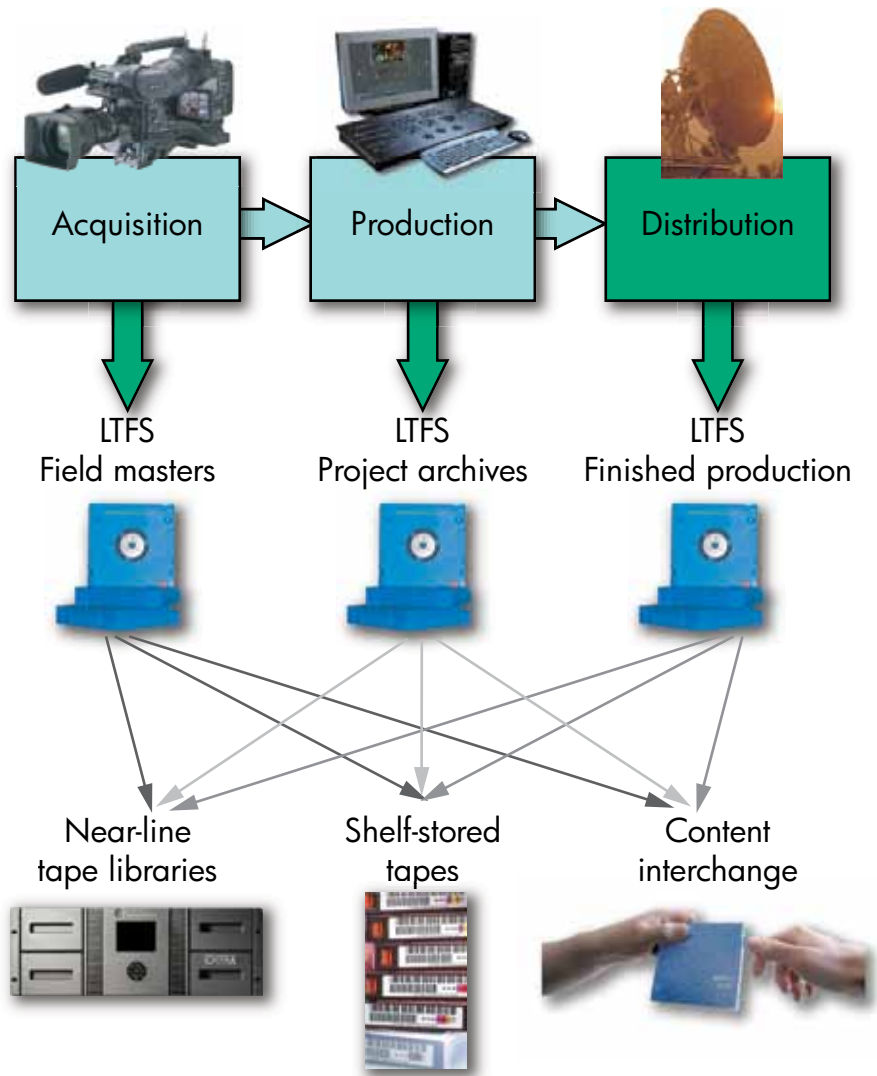 Acquisition
Production
Distribution
LTFS
Field masters
LTFS
Project archives
LTFS
Finished production
Near-line
tape libraries
Shelf-stored
tapes
Content
interchange